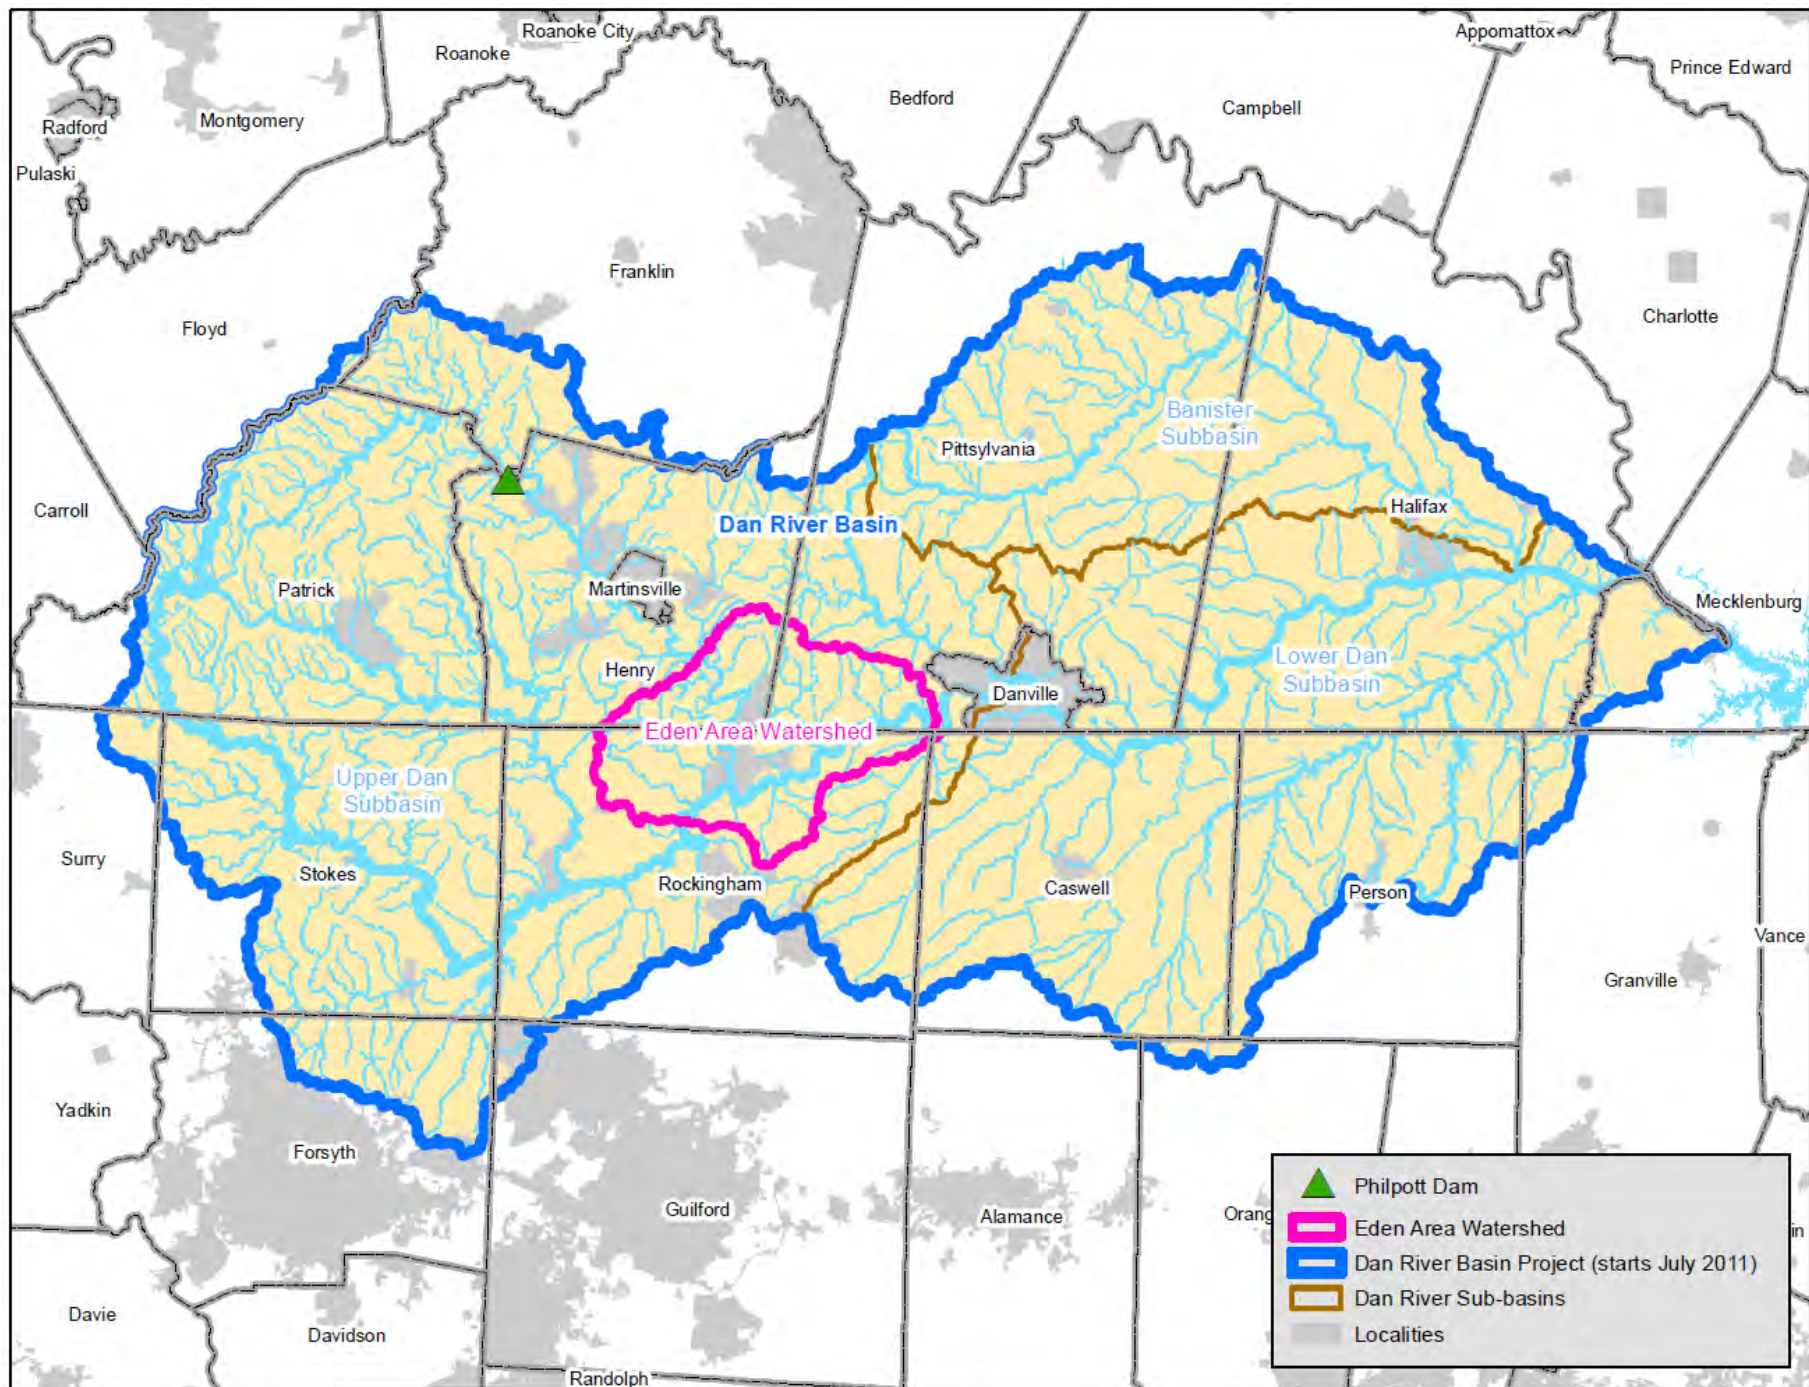 Roanoke City
Appomattox
Roanoke
Prince Edward
Bedford
Campbell
Radford
Montgomery
Pulaski
Franklin
Floyd
Charlotte
Banister
Subbasin
Pittsylvania
Carroll
Halifax
Dan River Basin
Patrick
Martinsville
Mecklenburg
Henry
Lower Dan
Subbasin
Danville
Eden Area Watershed
Upper Dan
Subbasin
Surry
Stokes
Rockingham
Caswell
Person
Vance
Granville
Yadkin
Forsyth
Guilford
Alamance
Orang
in
Davie
Davidson
Randolph
Philpott Dam
Eden Area Watershed
Dan River Basin Project (starts July 2011)
Dan River Sub-basins
Localities